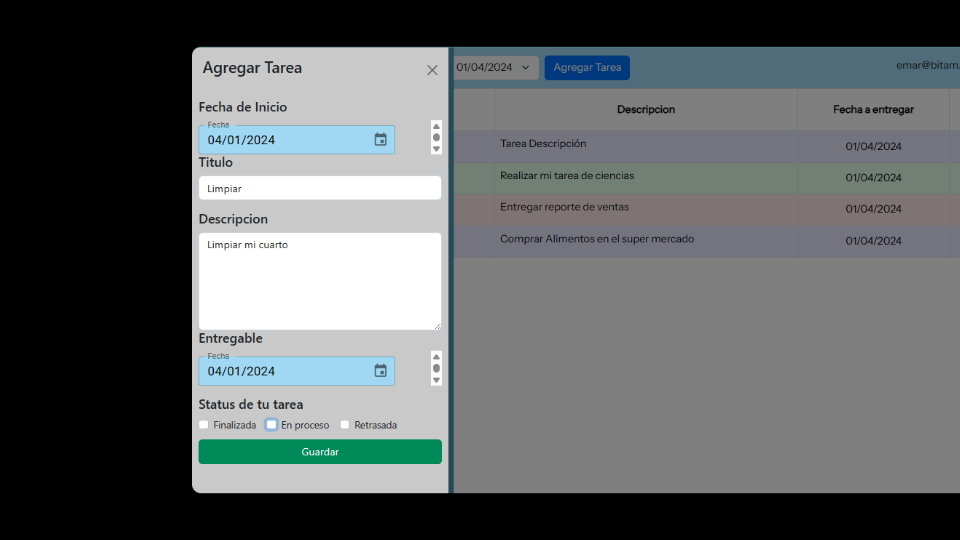 Agregar Tarea
Fecha de Inicio
Fecha
04/01/2024
Titulo
Limpiar
Descripcion
Limpiar mi cuarto
Entregable
Fecha
04/01/2024
Status de tu tarea
Finalizada En proceso Retrasada
Guardar
01/04/2024 Agregar Tarea emar@bitam.
Descripcion Fecha a entregar
Tarea Descripción 01/04/2024
Realizar mi tarea de ciencias 01/04/2024
Entregar reporte de ventas 01/04/2024
Comprar Alimentos en el super mercado 01/04/2024